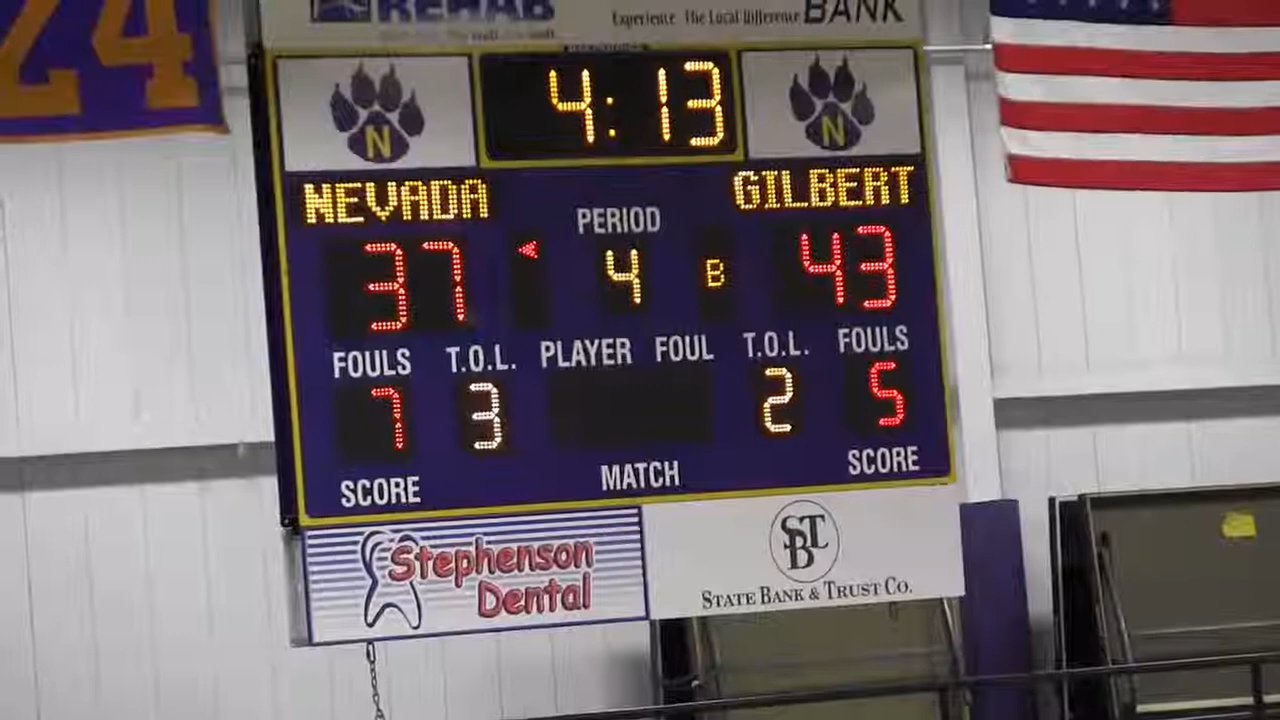 24
REHAB
Experience The Local Difference BANK
4:13
N
N
NEVADA
GILBERT
PERIOD
37
4
B
43
FOULS
T.O.L.
PLAYER
FOUL
T.O.L.
FOULS
7
3
2
5
SCORE
MATCH
SCORE
Stephenson
Dental
STB
STATE BANK & TRUST CO.